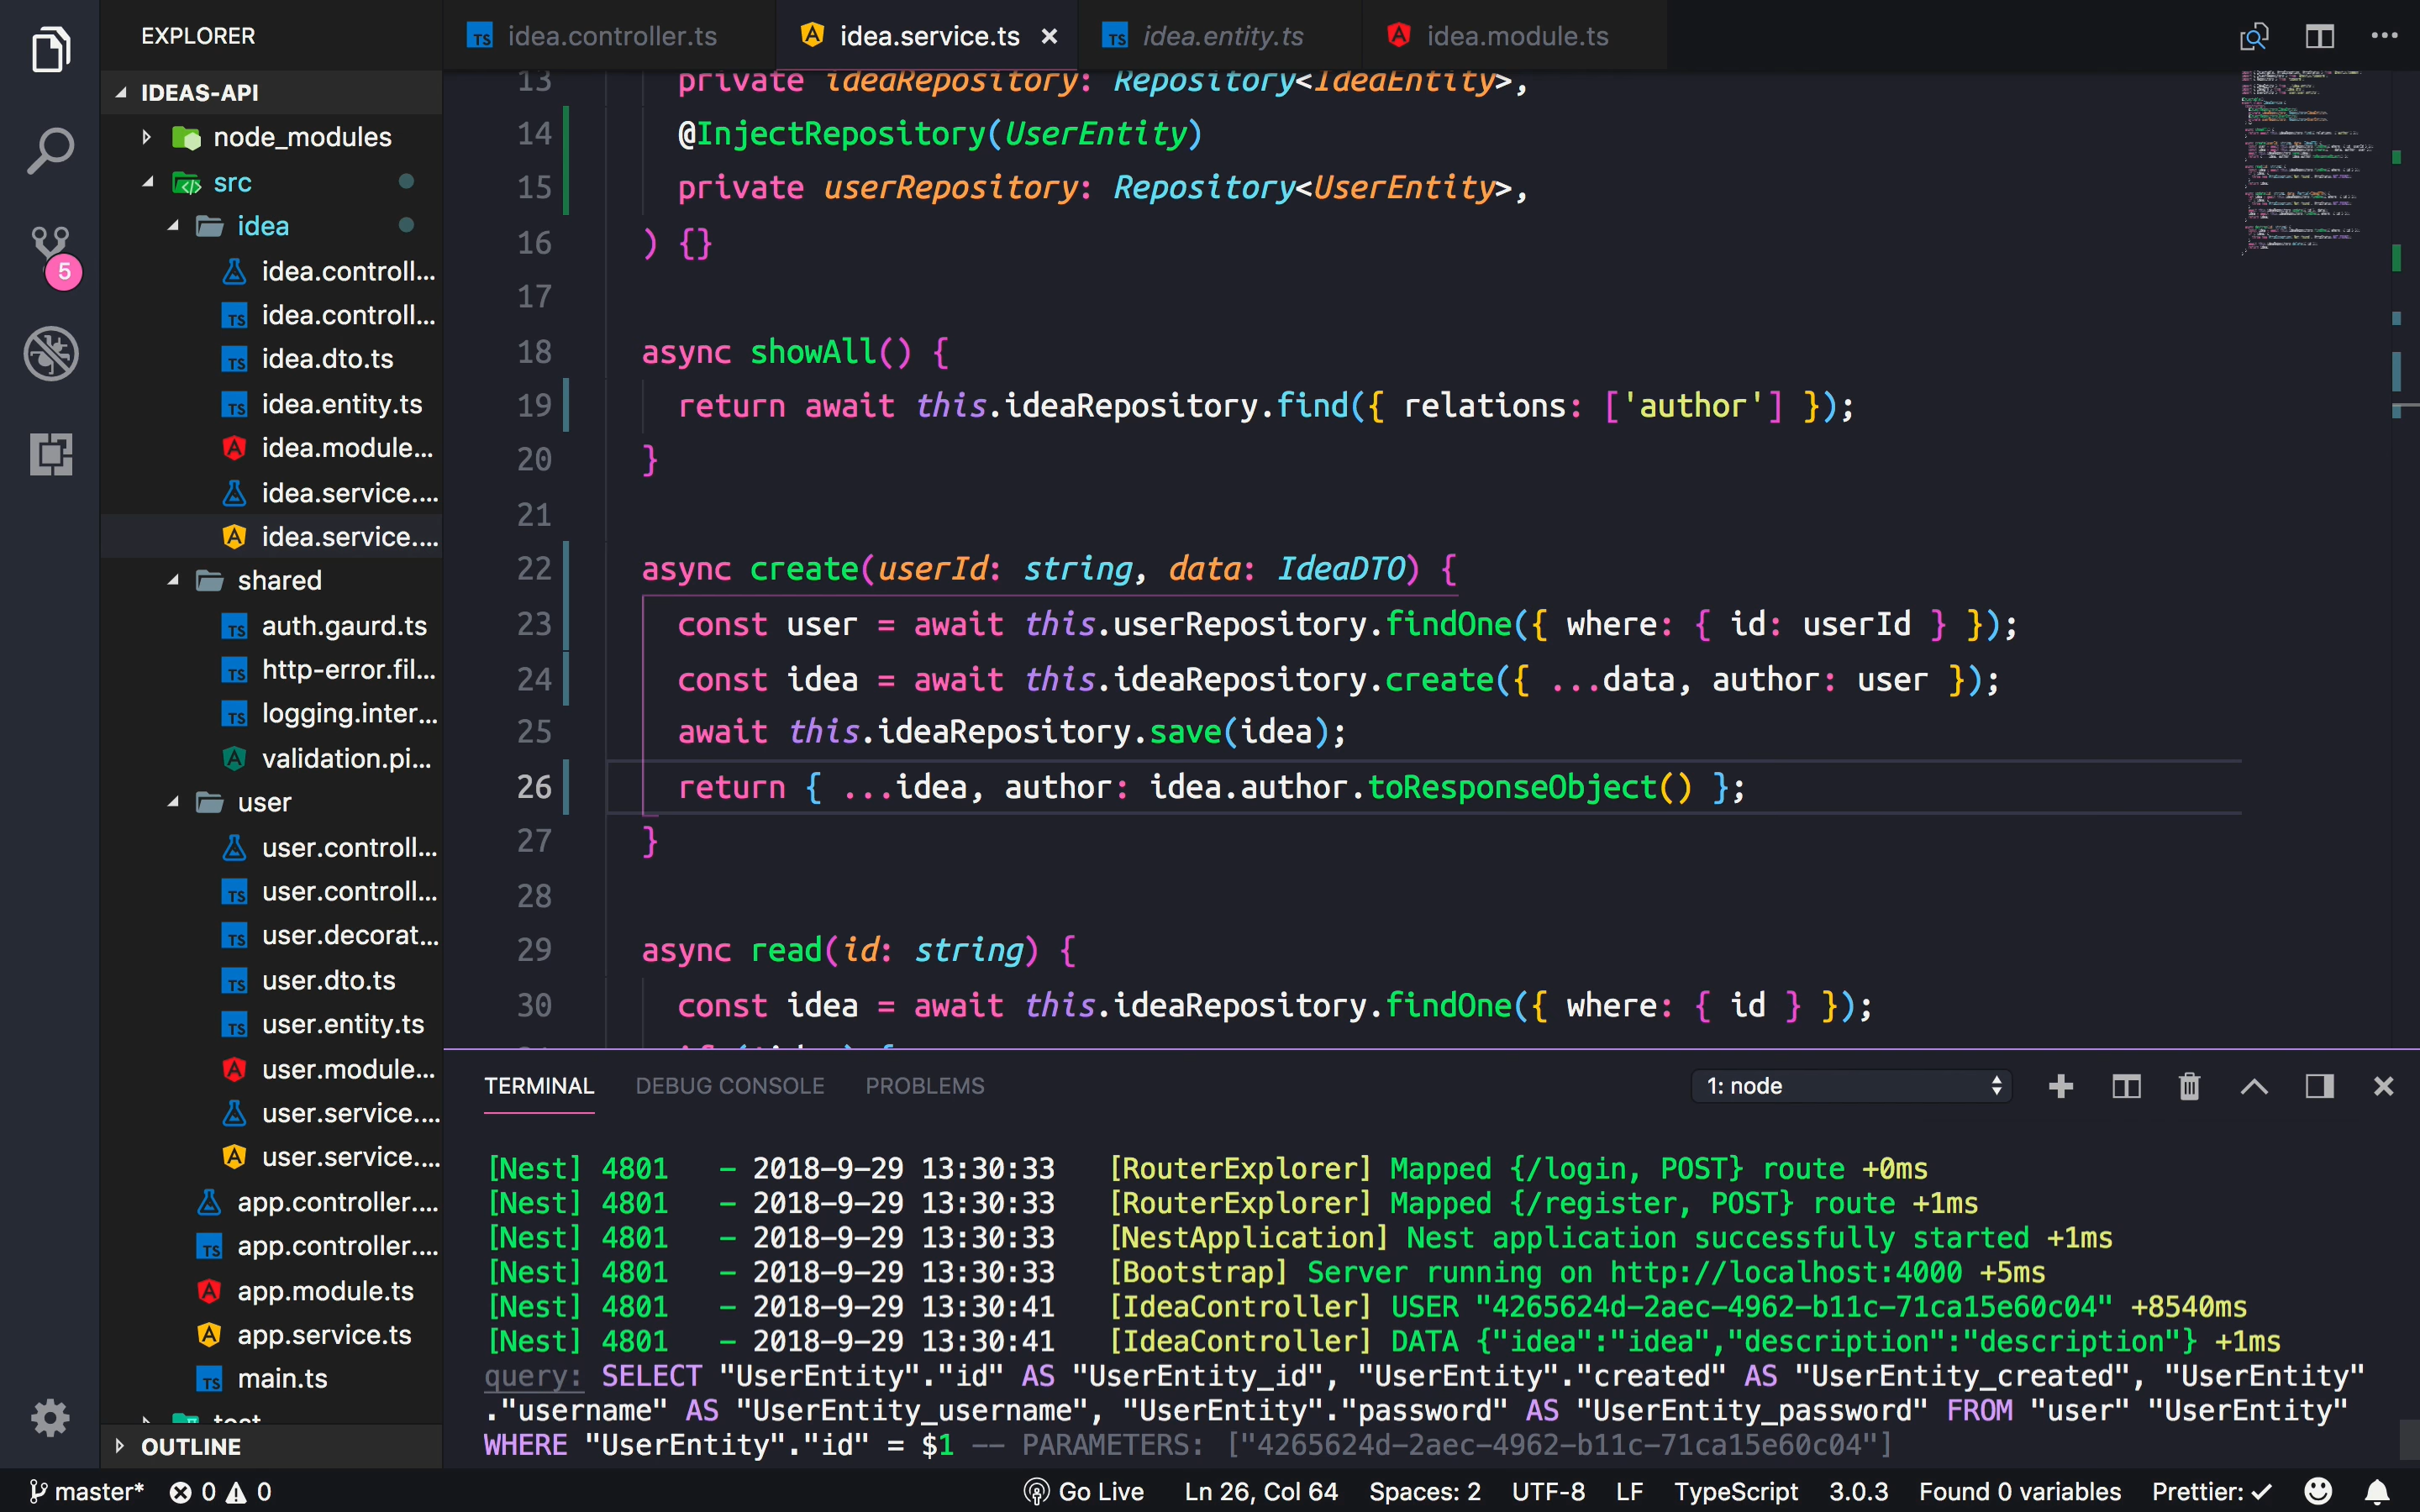 EXPLORER
IDEAS-API
node_modules
src
idea
idea.controll...
idea.controll...
idea.dto.ts
idea.entity.ts
idea.module...
idea.service....
idea.service....
shared
auth.gaurd.ts
http-error.fil...
logging.inter...
validation.pi...
user
user.controll...
user.controll...
user.decorat...
user.dto.ts
user.entity.ts
user.module...
user.service....
user.service....
app.controller....
app.controller....
app.module.ts
app.service.ts
main.ts
test
OUTLINE
5
idea.controller.ts
idea.service.ts
idea.entity.ts
idea.module.ts
13 private ideaRepository: Repository<IdeaEntity>,
14 @InjectRepository(UserEntity)
15 private userRepository: Repository<UserEntity>,
16 ) {}
17
18 async showAll() {
19 return await this.ideaRepository.find({ relations: ['author'] });
20 }
21
22 async create(userId: string, data: IdeaDTO) {
23 const user = await this.userRepository.findOne({ where: { id: userId } });
24 const idea = await this.ideaRepository.create({ ...data, author: user });
25 await this.ideaRepository.save(idea);
26 return { ...idea, author: idea.author.toResponseObject() };
27 }
28
29 async read(id: string) {
30 const idea = await this.ideaRepository.findOne({ where: { id } });
TERMINAL DEBUG CONSOLE PROBLEMS 1: node
[Nest] 4801 - 2018-9-29 13:30:33 [RouterExplorer] Mapped {/login, POST} route +0ms
[Nest] 4801 - 2018-9-29 13:30:33 [RouterExplorer] Mapped {/register, POST} route +1ms
[Nest] 4801 - 2018-9-29 13:30:33 [NestApplication] Nest application successfully started +1ms
[Nest] 4801 - 2018-9-29 13:30:33 [Bootstrap] Server running on http://localhost:4000 +5ms
[Nest] 4801 - 2018-9-29 13:30:41 [IdeaController] USER "4265624d-2aec-4962-b11c-71ca15e60c04" +8540ms
[Nest] 4801 - 2018-9-29 13:30:41 [IdeaController] DATA {"idea":"idea","description":"description"} +1ms
query: SELECT "UserEntity"."id" AS "UserEntity_id", "UserEntity"."created" AS "UserEntity_created", "UserEntity"
."username" AS "UserEntity_username", "UserEntity"."password" AS "UserEntity_password" FROM "user" "UserEntity"
WHERE "UserEntity"."id" = $1 -- PARAMETERS: ["4265624d-2aec-4962-b11c-71ca15e60c04"]
master* 0 0 Go Live Ln 26, Col 64 Spaces: 2 UTF-8 LF TypeScript 3.0.3 Found 0 variables Prettier: ✓